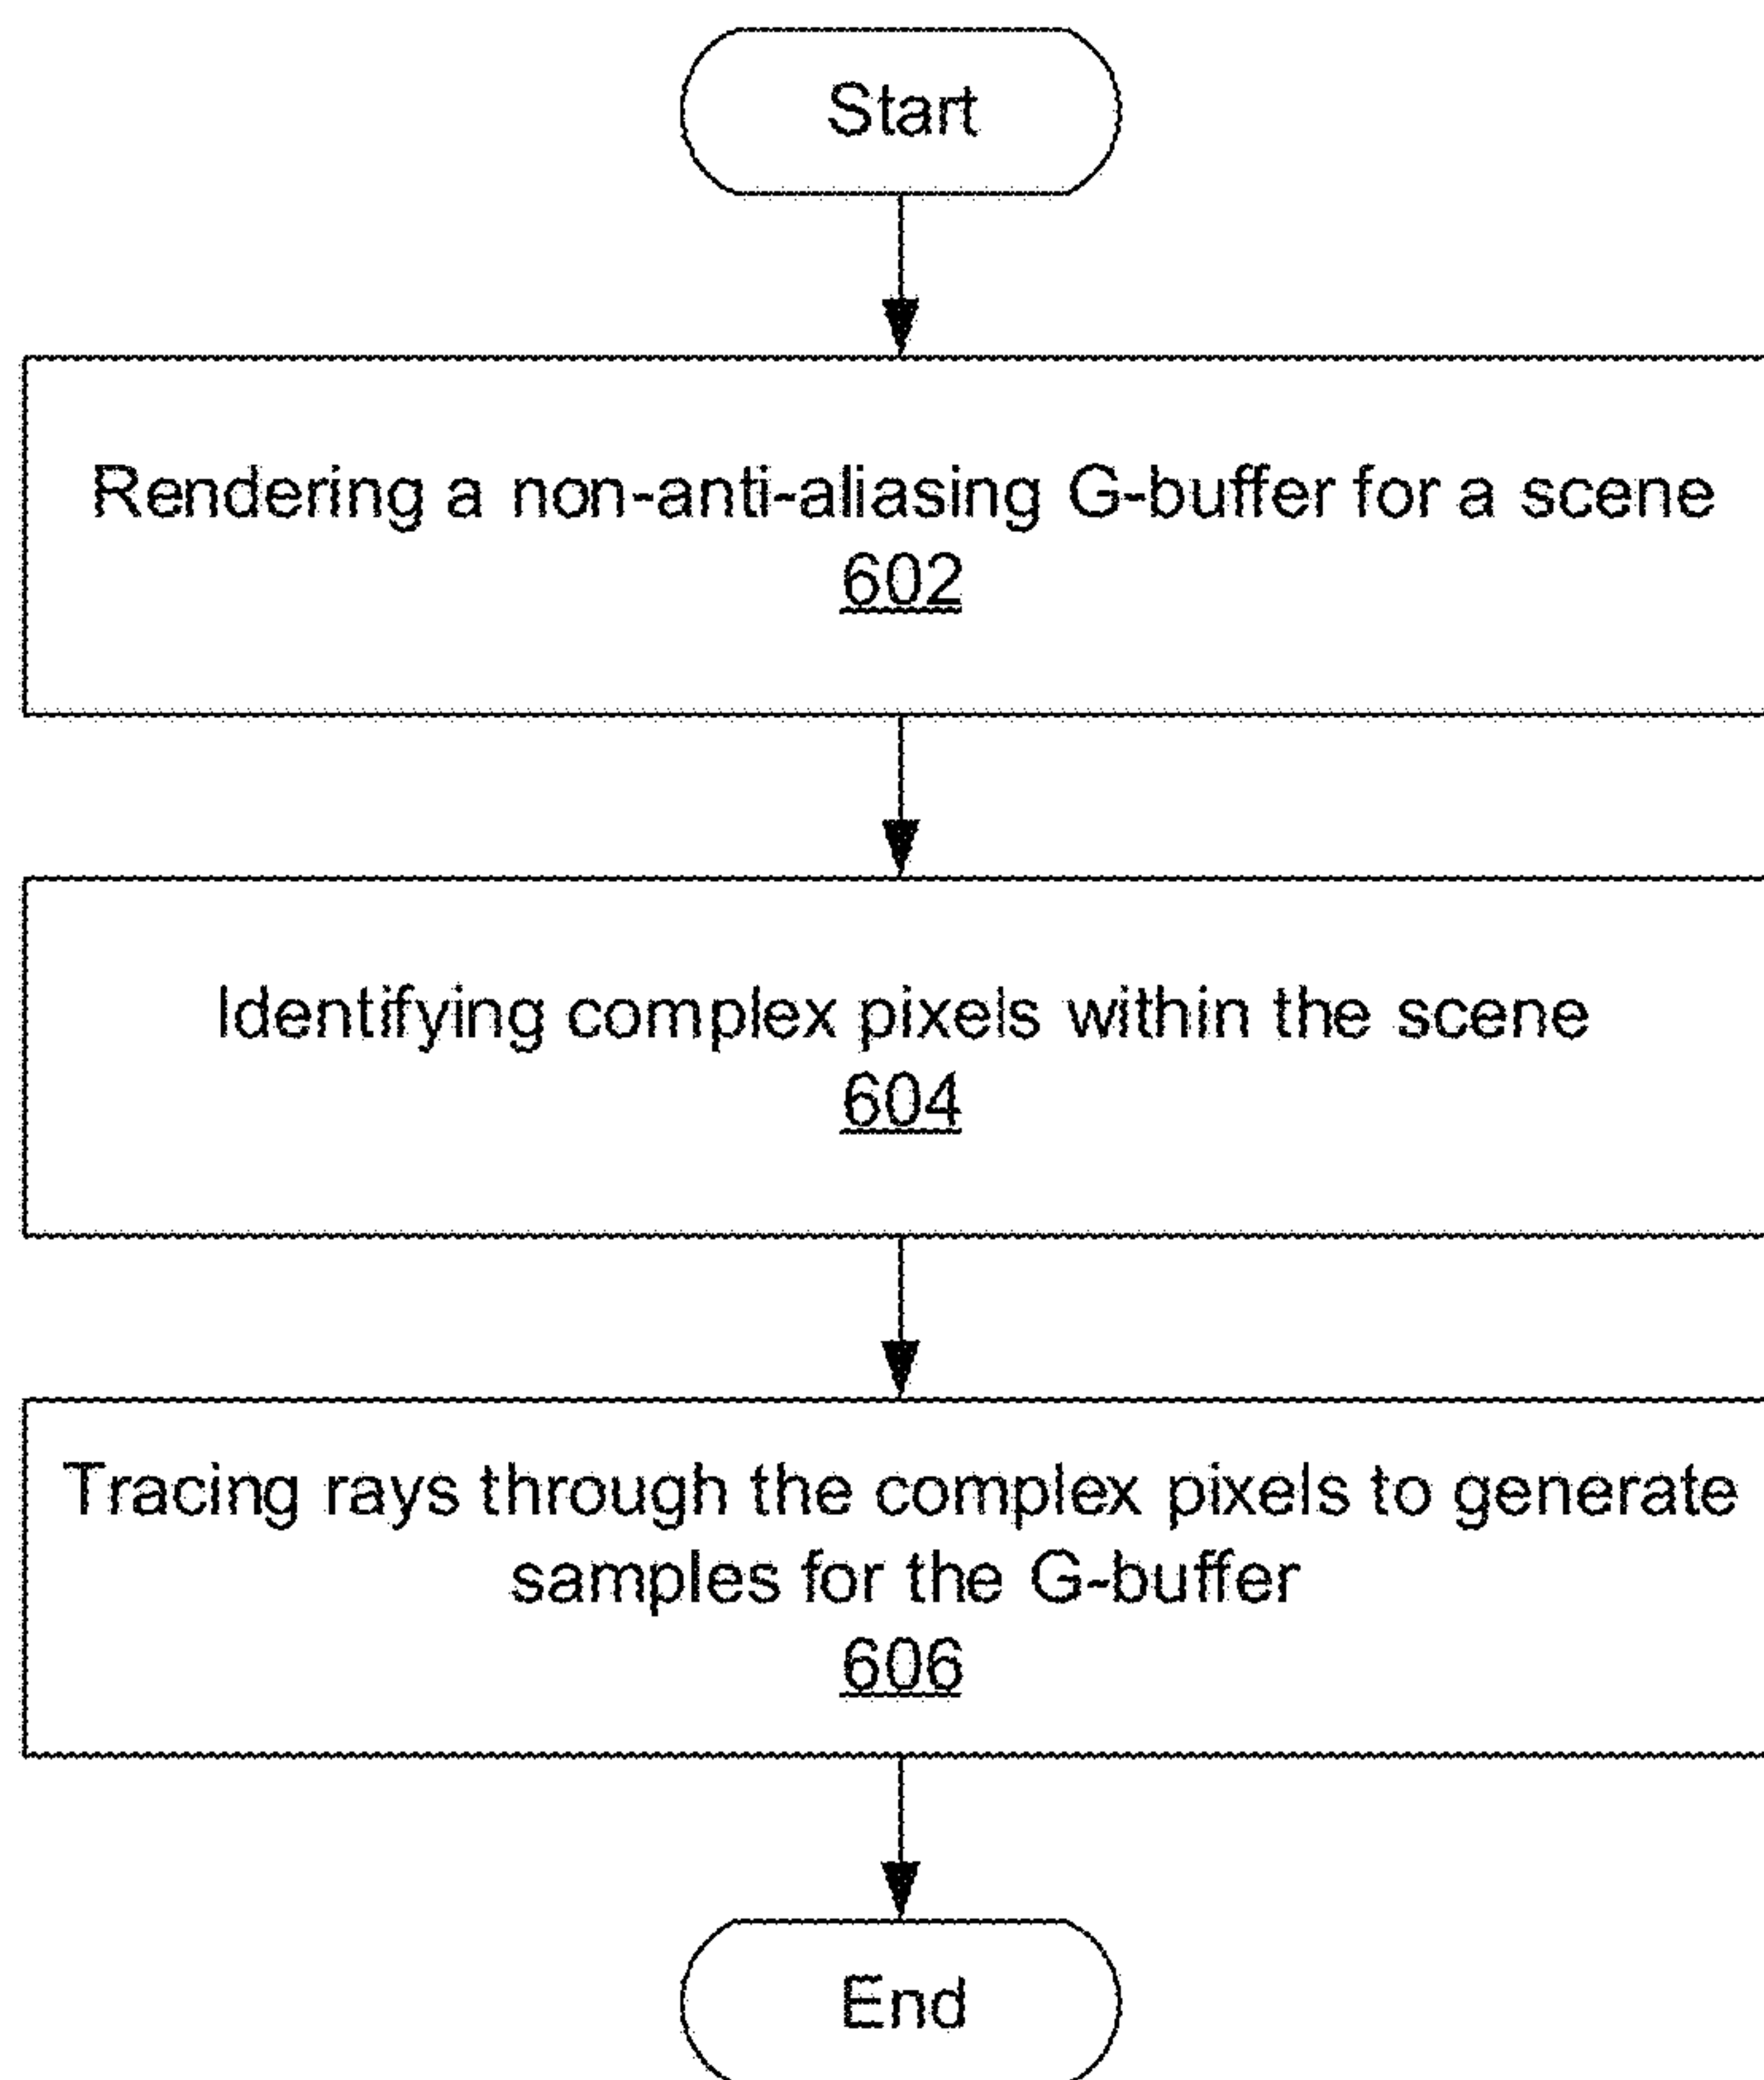 Start
Rendering a non-anti-aliasing G-buffer for a scene
602
Identifying complex pixels within the scene
604
Tracing rays through the complex pixels to generate
samples for the G-buffer
606
End